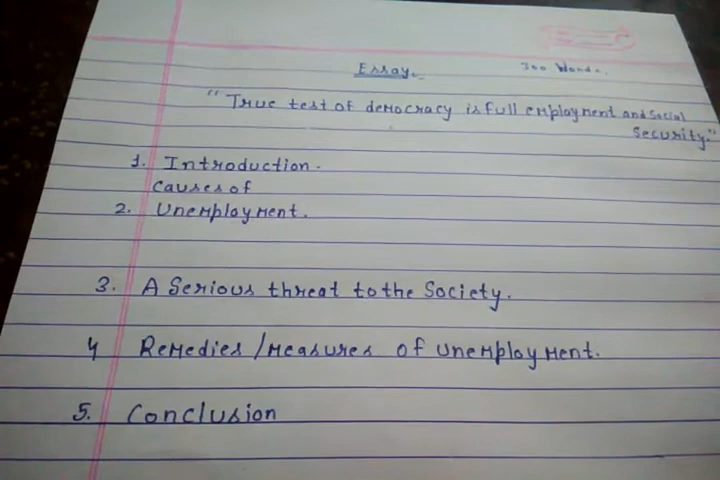 Essay.
300 Words.
"True test of democracy is full employment and Social
Security."
1. Introduction.
Causes of
2. Unemployment.
3. A Serious threat to the Society.
4 Remedies / measures of unemployment.
5. Conclusion